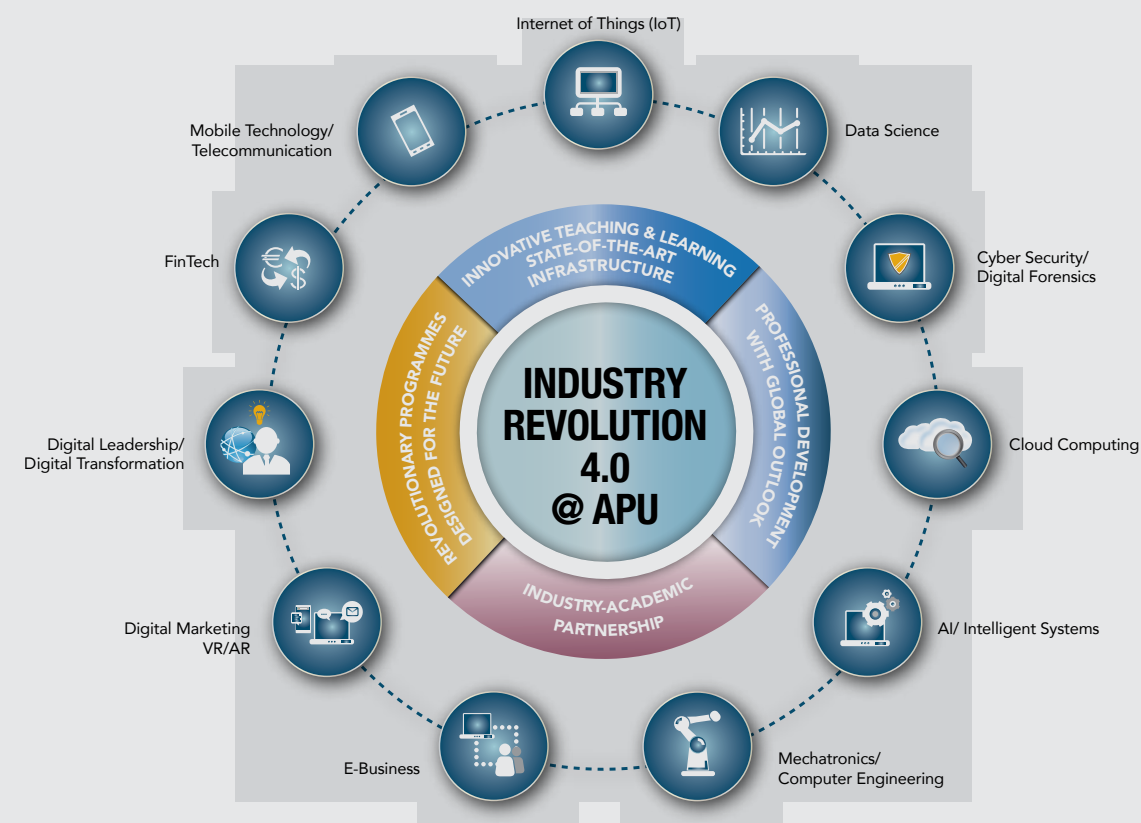 Internet of Things (IoT)
Data Science
Cyber Security/
Digital Forensics
Cloud Computing
AI/ Intelligent Systems
Mechatronics/
Computer Engineering
E-Business
Digital Marketing
VR/AR
Digital Leadership/
Digital Transformation
FinTech
Mobile Technology/
Telecommunication
INNOVATIVE TEACHING & LEARNING
STATE-OF-THE-ART
INFRASTRUCTURE
PROFESSIONAL DEVELOPMENT
WITH GLOBAL OUTLOOK
INDUSTRY-ACADEMIC
PARTNERSHIP
REVOLUTIONARY PROGRAMMES
DESIGNED FOR THE FUTURE
INDUSTRY
REVOLUTION
4.0
@ APU